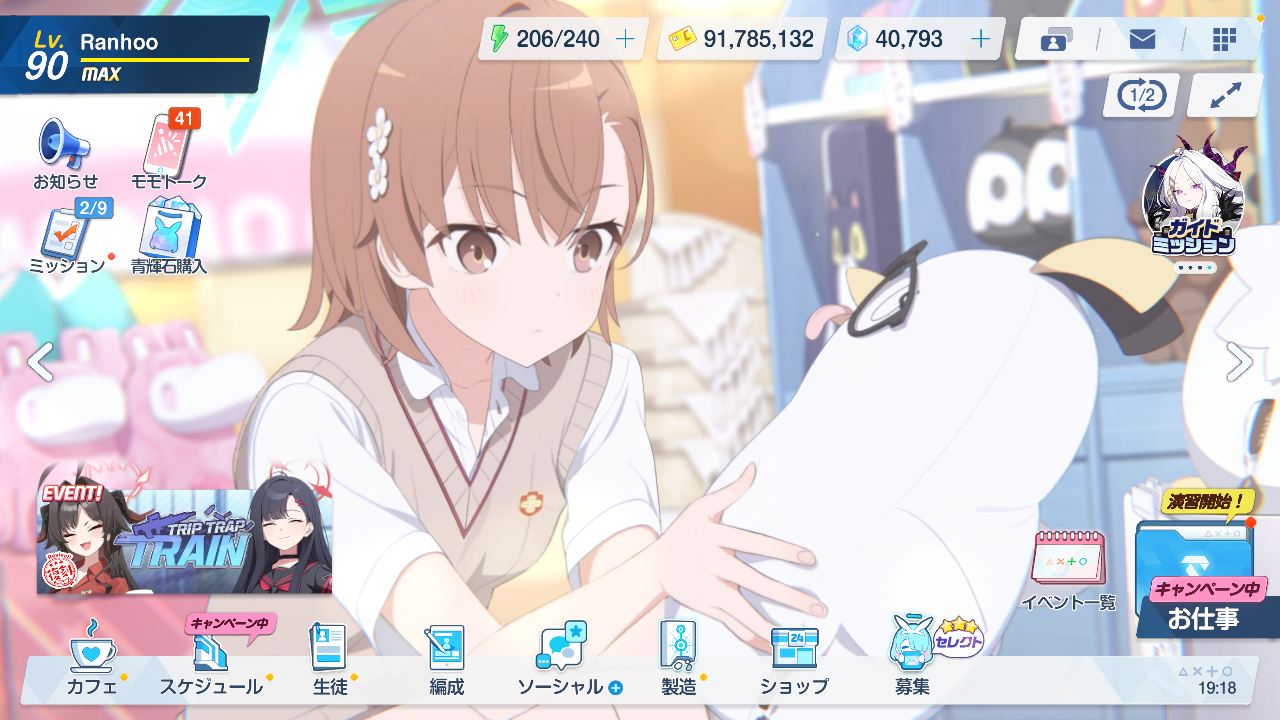 Lv.
90
Ranhoo
MAX
206/240
91,785,132
40,793
1/2
お知らせ
41
モモトーク
2/9
ミッション
青輝石購入
ガイド
ミッション
EVENT!
復刻
TRIP TRAP
TRAIN
演習開始!
イベント一覧
キャンペーン中
お仕事
カフェ
キャンペーン中
スケジュール
生徒
編成
ソーシャル
製造
24
ショップ
セレクト
募集
19:18